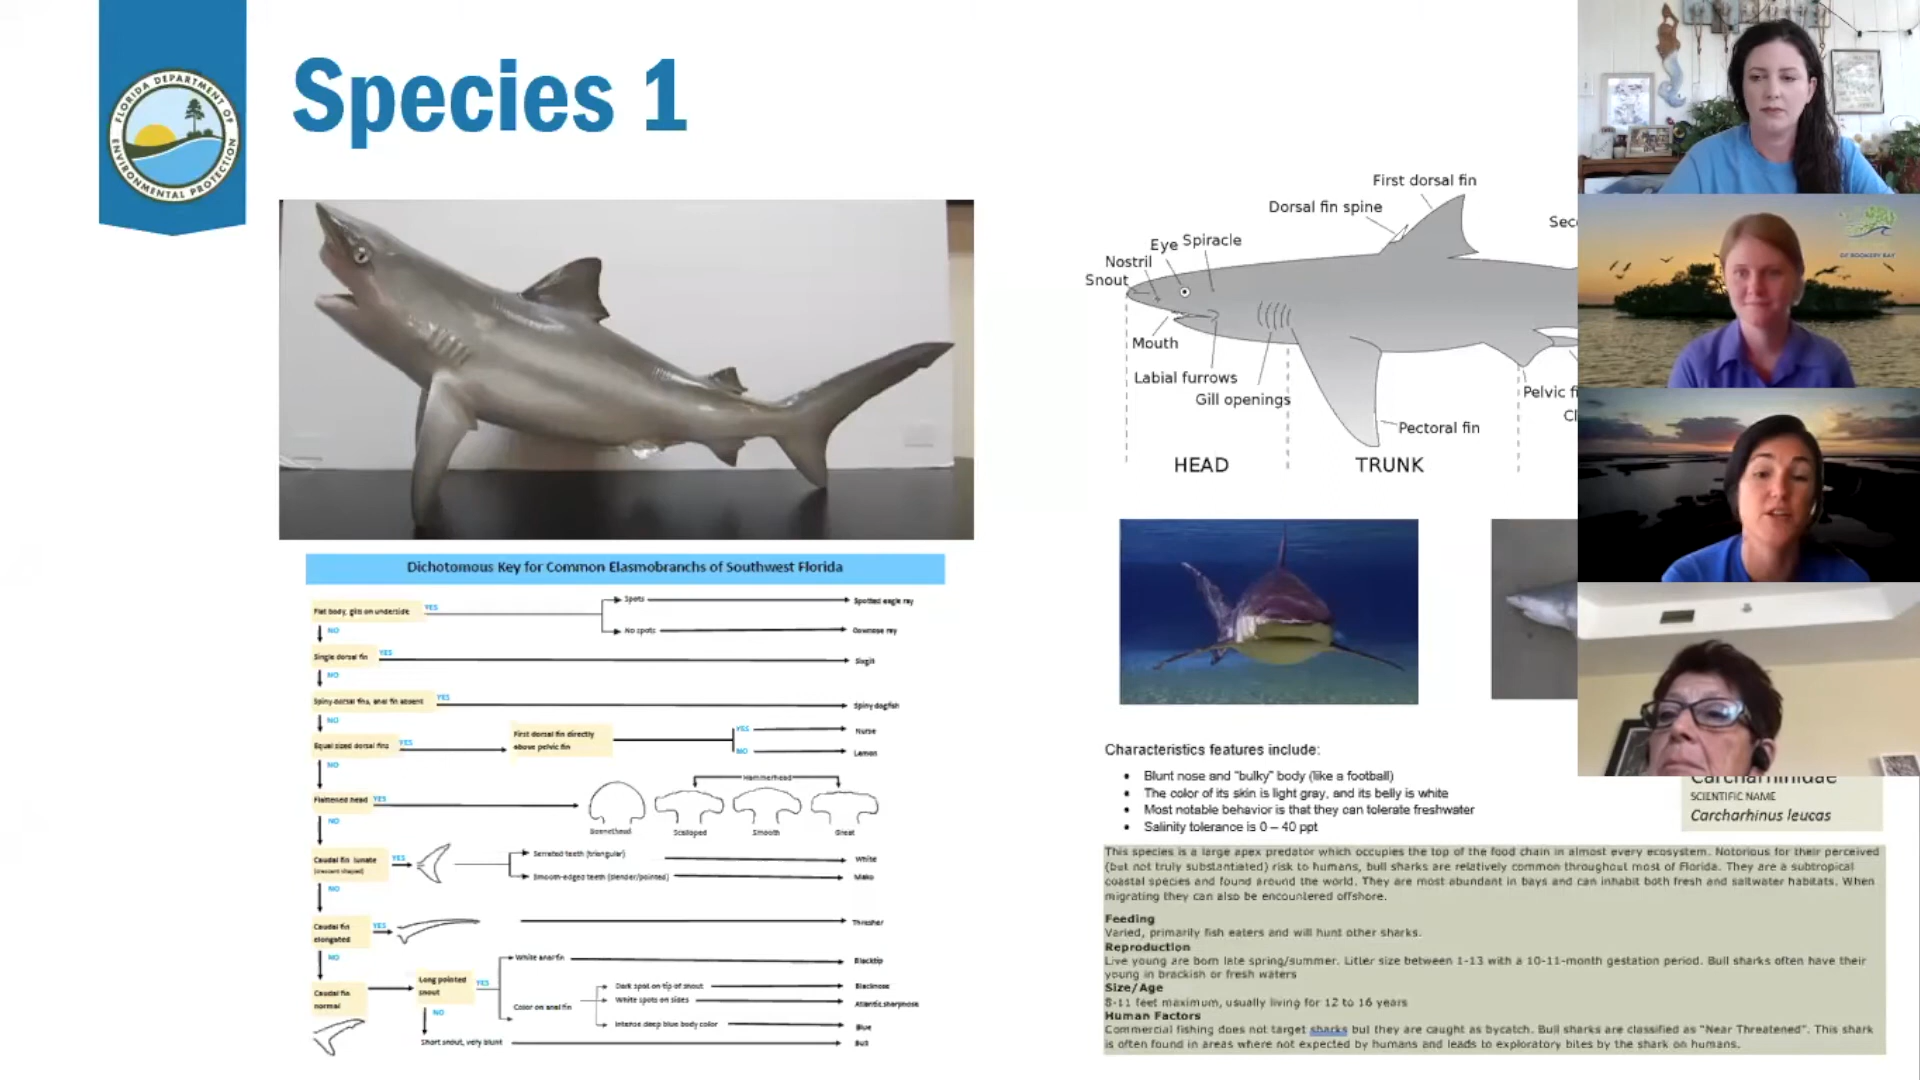 FLORIDA DEPARTMENT OF
ENVIRONMENTAL PROTECTION
Species 1
First dorsal fin
Dorsal fin spine
Sec
Eye
Spiracle
Nostril
Snout
Mouth
Labial furrows
Gill openings
Pelvic fi
Cl
Pectoral fin
HEAD
TRUNK
OF ROOKERY BAY
Dichotomous Key for Common Elasmobranchs of Southwest Florida
Flat body, gills on underside
YES
Spots
Spotted eagle ray
No spots
Cownose ray
NO
Single dorsal fin
YES
Sixgill
NO
Spiny dorsal fins, anal fin absent
YES
Spiny dogfish
NO
Equal sized dorsal fins
YES
First dorsal fin directly
above pelvic fin
YES
Nurse
NO
Lemon
NO
Flattened head
YES
Hammerhead
Bonnethead
Scalloped
Smooth
Great
NO
Caudal fin lunate
(crescent shaped)
YES
Serrated teeth (triangular)
White
Smooth-edged teeth (slender/pointed)
Mako
NO
Caudal fin
elongated
YES
Thresher
NO
Caudal fin
normal
Long pointed
snout
YES
White anal fin
Blacktip
Color on anal fin
Dark spot on tip of snout
Blacknose
White spots on sides
Atlantic sharpnose
Intense deep blue body color
Blue
NO
Short snout, very blunt
Bull
Characteristics features include:
• Blunt nose and "bulky" body (like a football)
• The color of its skin is light gray, and its belly is white
• Most notable behavior is that they can tolerate freshwater
• Salinity tolerance is 0 – 40 ppt
Carcharhinidae
SCIENTIFIC NAME
Carcharhinus leucas
This species is a large apex predator which occupies the top of the food chain in almost every ecosystem. Notorious for their perceived
(but not truly substantiated) risk to humans, bull sharks are relatively common throughout most of Florida. They are a subtropical
coastal species and found around the world. They are most abundant in bays and can inhabit both fresh and saltwater habitats. When
migrating they can also be encountered offshore.
Feeding
Varied, primarily fish eaters and will hunt other sharks.
Reproduction
Live young are born late spring/summer. Litter size between 1-13 with a 10-11-month gestation period. Bull sharks often have their
young in brackish or fresh waters
Size/Age
8-11 feet maximum, usually living for 12 to 16 years
Human Factors
Commercial fishing does not target sharks but they are caught as bycatch. Bull sharks are classified as "Near Threatened". This shark
is often found in areas where not expected by humans and leads to exploratory bites by the shark on humans.